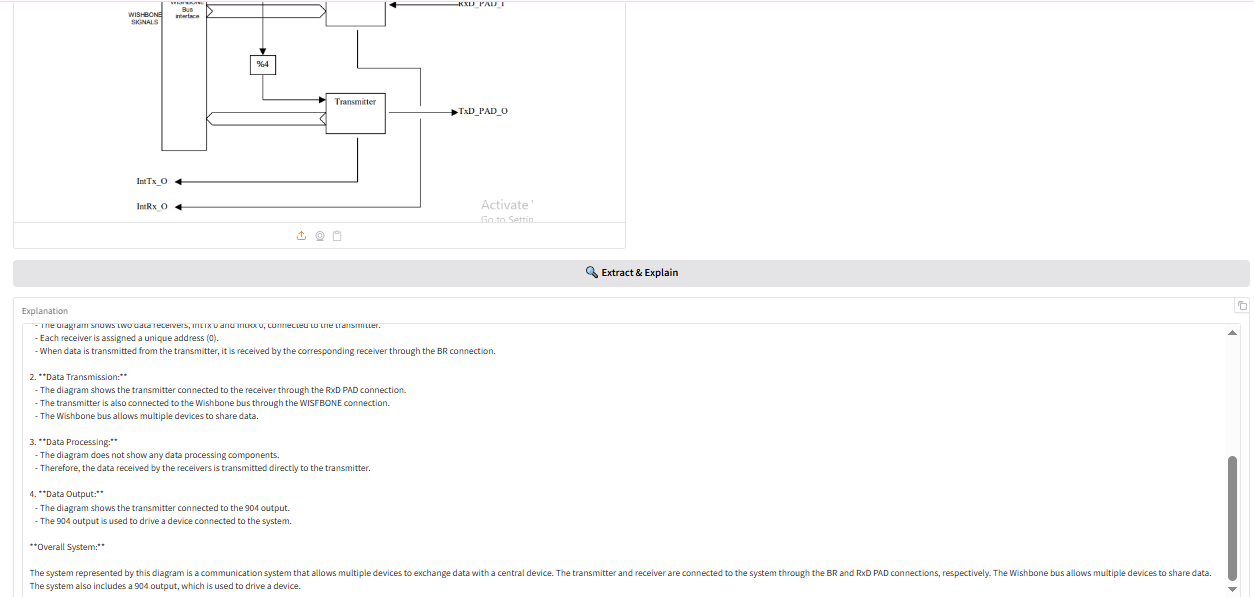 WISHBONE
Bus
interface
RxD_PAD_I
WISHBONE
SIGNALS
%4
Transmitter
TxD_PAD_O
IntTx_O
IntRx_O
Activate
Go to Settin
Extract & Explain
Explanation
- The diagram shows two data receivers, IntTx 0 and IntRx 0, connected to the transmitter.
- Each receiver is assigned a unique address (0).
- When data is transmitted from the transmitter, it is received by the corresponding receiver through the BR connection.
2. **Data Transmission:**
- The diagram shows the transmitter connected to the receiver through the RxD PAD connection.
- The transmitter is also connected to the Wishbone bus through the WISFBONE connection.
- The Wishbone bus allows multiple devices to share data.
3. **Data Processing:**
- The diagram does not show any data processing components.
- Therefore, the data received by the receivers is transmitted directly to the transmitter.
4. **Data Output:**
- The diagram shows the transmitter connected to the 904 output.
- The 904 output is used to drive a device connected to the system.
**Overall System:**
The system represented by this diagram is a communication system that allows multiple devices to exchange data with a central device. The transmitter and receiver are connected to the system through the BR and RxD PAD connections, respectively. The Wishbone bus allows multiple devices to share data.
The system also includes a 904 output, which is used to drive a device.